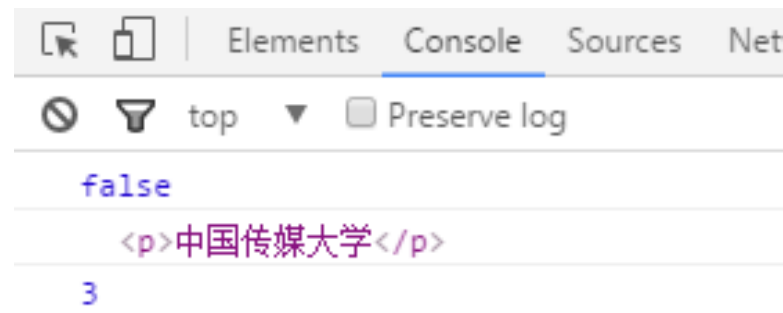 Elements Console Sources Net
top Preserve log
false
<p>中国传媒大学</p>
3